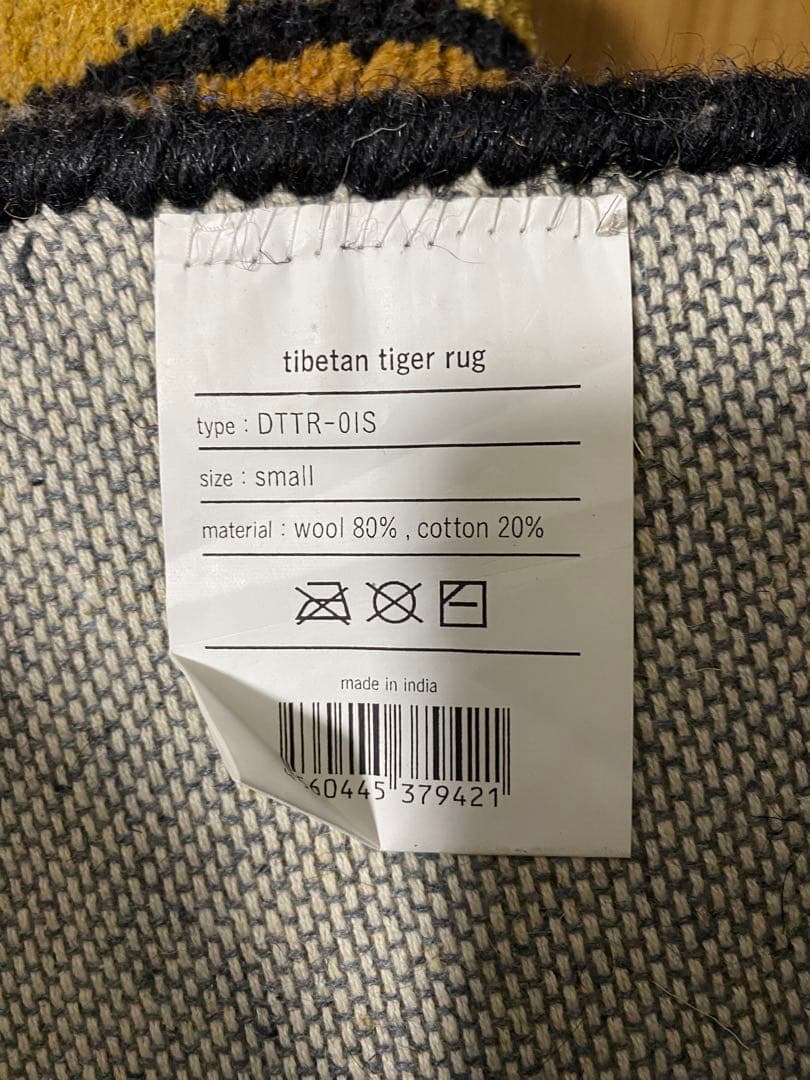 tibetan tiger rug
type : DTTR-01S
size : small
material : wool 80% , cotton 20%
made in india
60445 379421